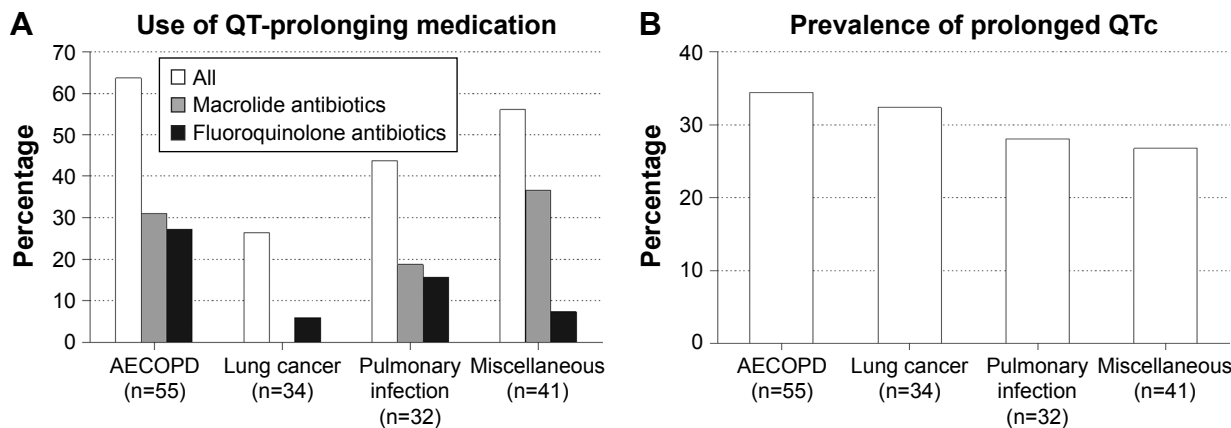 A Use of QT-prolonging medication
70
60
50
40
30
20
10
0
Percentage
All
Macrolide antibiotics
Fluoroquinolone antibiotics
AECOPD
(n=55)
Lung cancer
(n=34)
Pulmonary
infection
(n=32)
Miscellaneous
(n=41)
B Prevalence of prolonged QTc
40
30
20
10
0
Percentage
AECOPD
(n=55)
Lung cancer
(n=34)
Pulmonary
infection
(n=32)
Miscellaneous
(n=41)